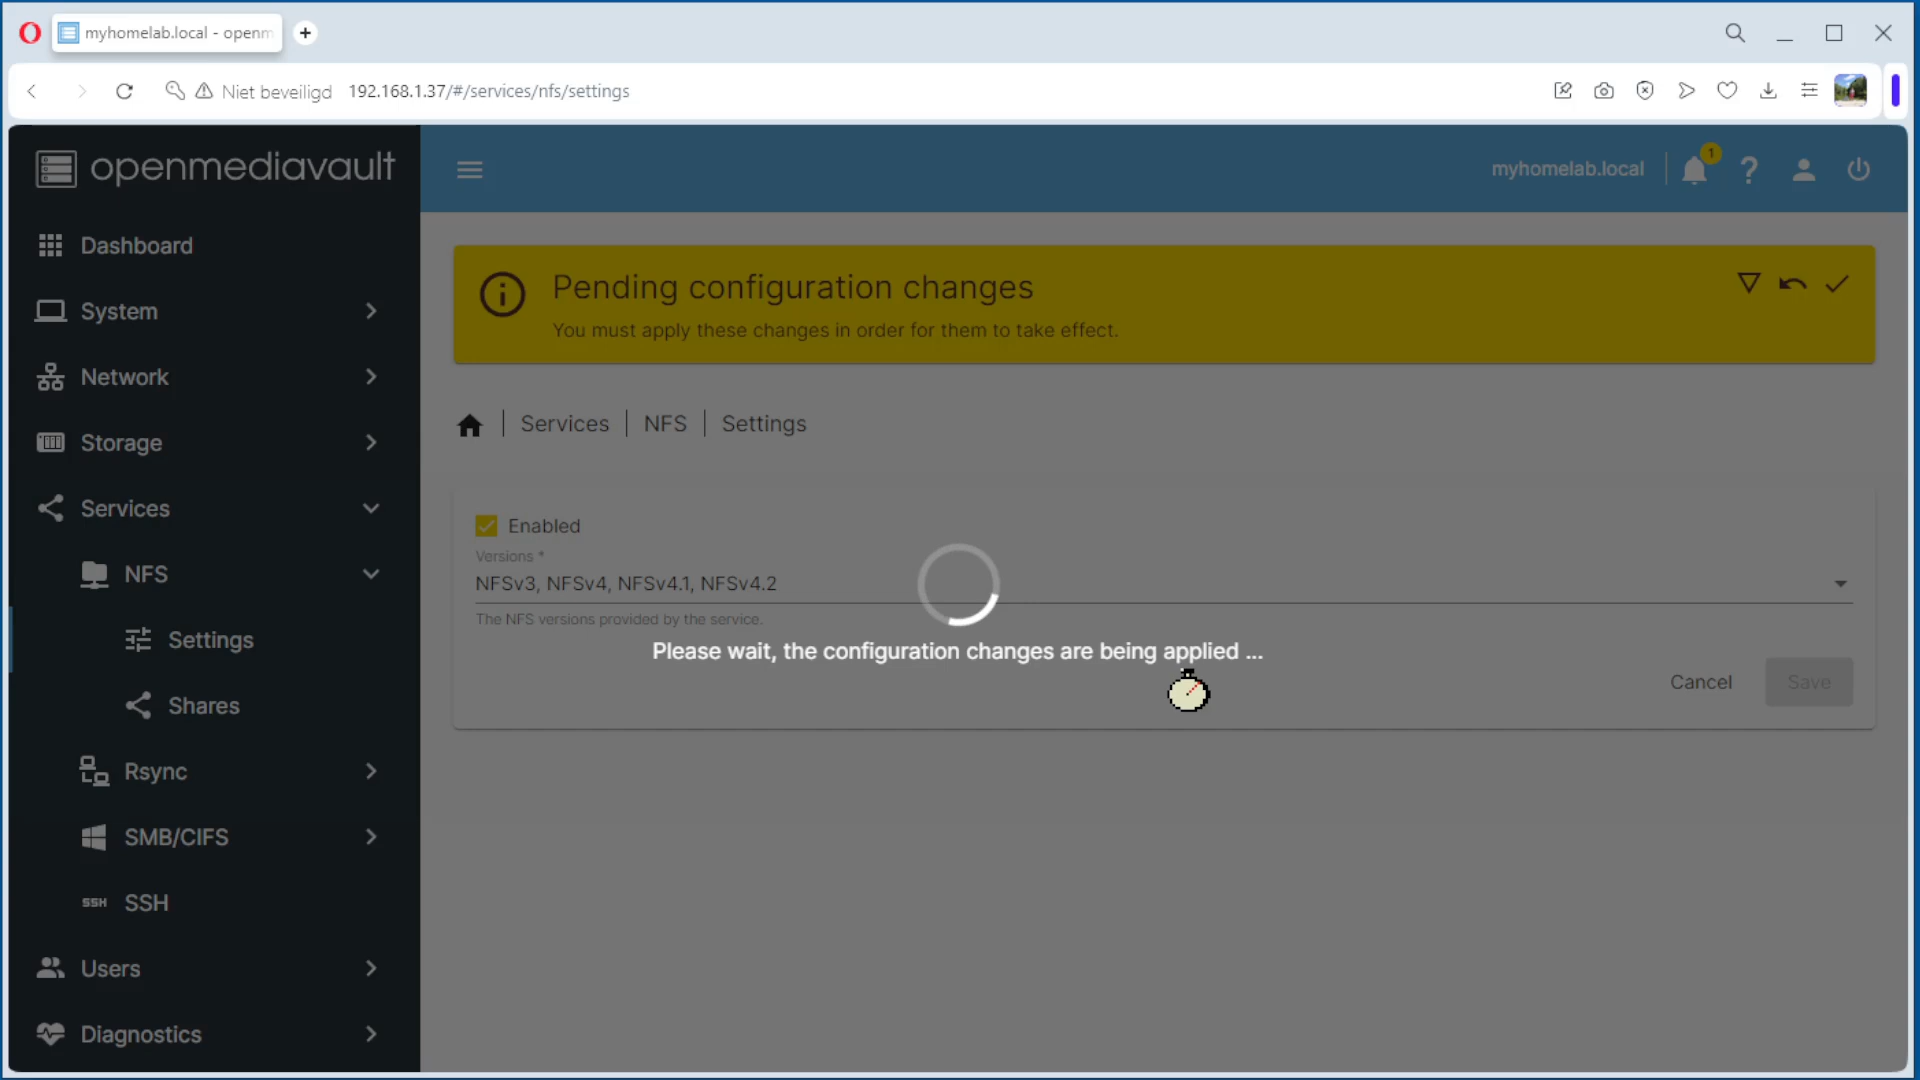 myhomelab.local - openm
Niet beveiligd 192.168.1.37/#/services/nfs/settings
openmediavault
myhomelab.local
1
Dashboard
System
Network
Storage
Services
NFS
Settings
Shares
Rsync
SMB/CIFS
SSH SSH
Users
Diagnostics
Pending configuration changes
You must apply these changes in order for them to take effect.
Services | NFS | Settings
Enabled
Versions *
NFSv3, NFSv4, NFSv4.1, NFSv4.2
The NFS versions provided by the service.
Please wait, the configuration changes are being applied ...
Cancel Save